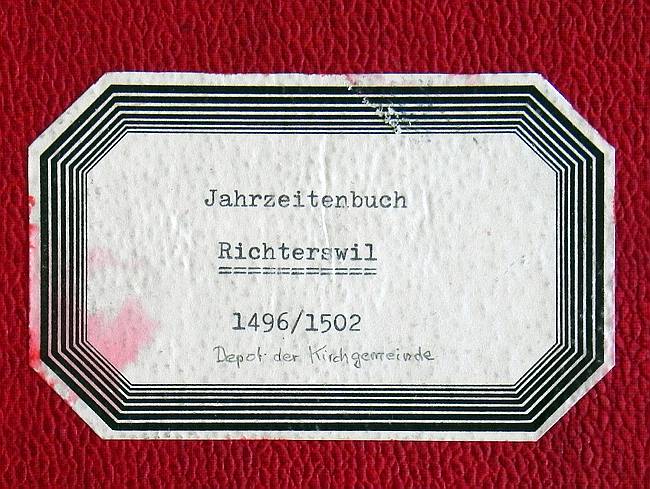 Jahrzeitenbuch
Richterswil
1496/1502
Depot der Kirchgemeinde